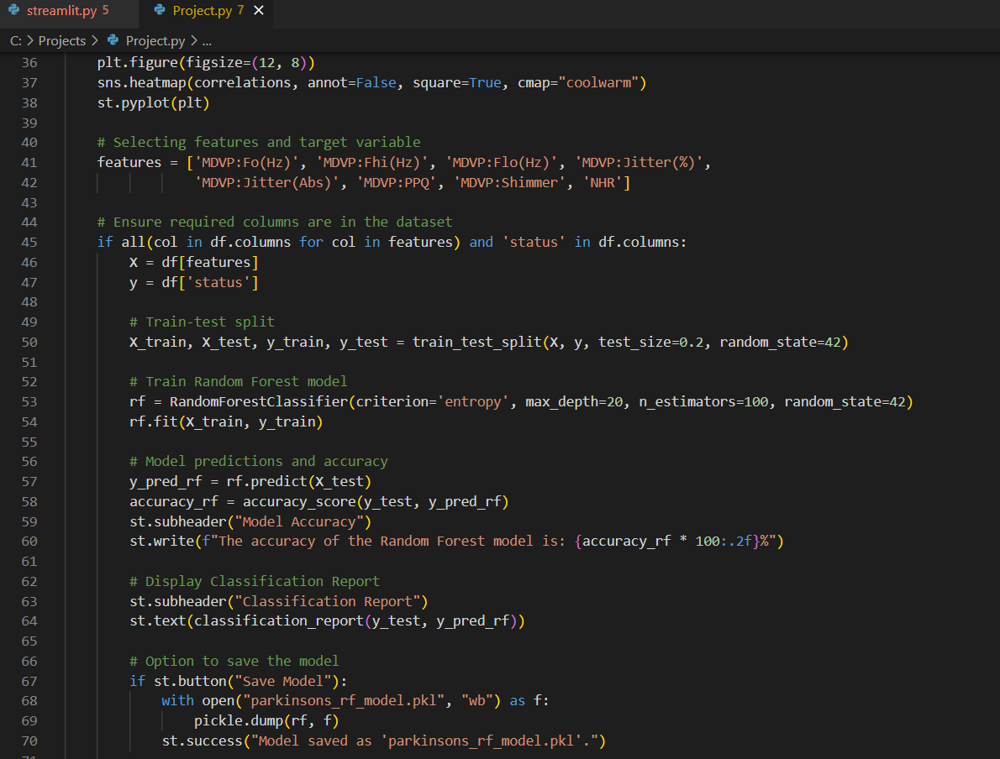 streamlit.py 5 Project.py 7 ×
C: > Projects > Project.py > ...
36 plt.figure(figsize=(12, 8))
37 sns.heatmap(correlations, annot=False, square=True, cmap="coolwarm")
38 st.pyplot(plt)
39
40 # Selecting features and target variable
41 features = ['MDVP:Fo(Hz)', 'MDVP:Fhi(Hz)', 'MDVP:Flo(Hz)', 'MDVP:Jitter(%)',
42 'MDVP:Jitter(Abs)', 'MDVP:PPQ', 'MDVP:Shimmer', 'NHR']
43
44 # Ensure required columns are in the dataset
45 if all(col in df.columns for col in features) and 'status' in df.columns:
46 X = df[features]
47 y = df['status']
48
49 # Train-test split
50 X_train, X_test, y_train, y_test = train_test_split(X, y, test_size=0.2, random_state=42)
51
52 # Train Random Forest model
53 rf = RandomForestClassifier(criterion='entropy', max_depth=20, n_estimators=100, random_state=42)
54 rf.fit(X_train, y_train)
55
56 # Model predictions and accuracy
57 y_pred_rf = rf.predict(X_test)
58 accuracy_rf = accuracy_score(y_test, y_pred_rf)
59 st.subheader("Model Accuracy")
60 st.write(f"The accuracy of the Random Forest model is: {accuracy_rf * 100:.2f}%")
61
62 # Display Classification Report
63 st.subheader("Classification Report")
64 st.text(classification_report(y_test, y_pred_rf))
65
66 # Option to save the model
67 if st.button("Save Model"):
68 with open("parkinsons_rf_model.pkl", "wb") as f:
69 pickle.dump(rf, f)
70 st.success("Model saved as 'parkinsons_rf_model.pkl'.")
71